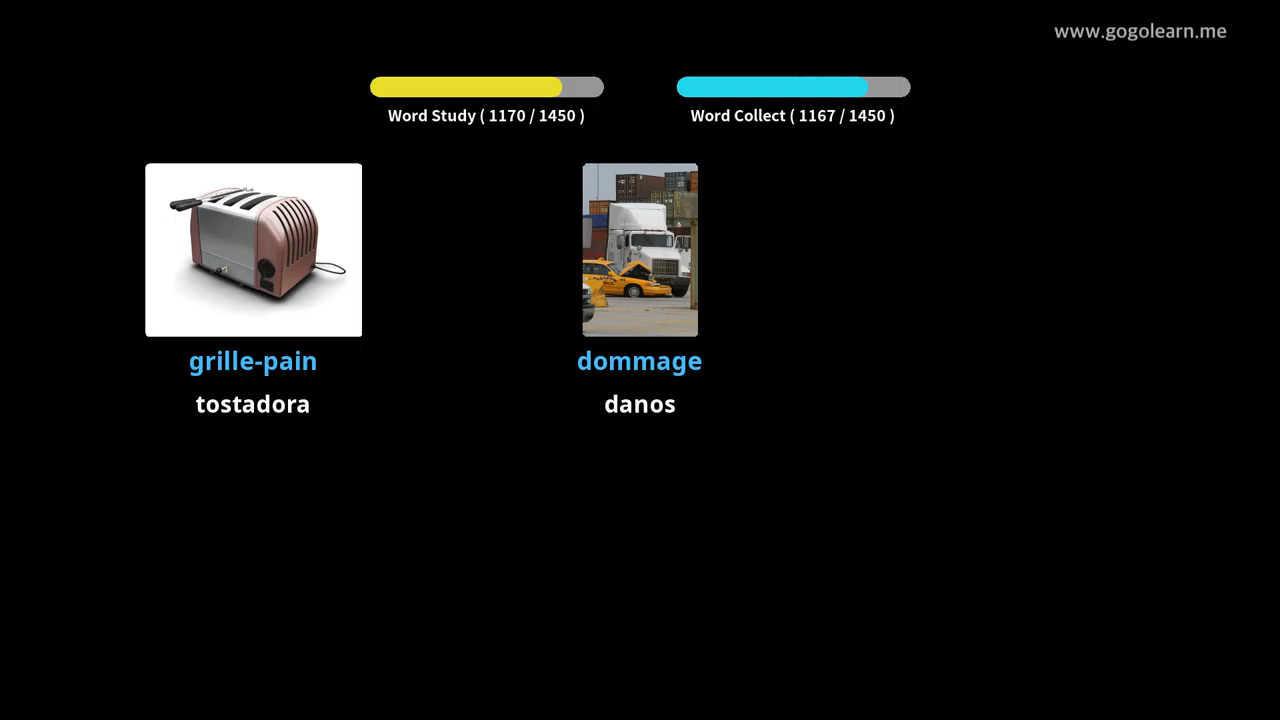 www.gogolearn.me
Word Study ( 1170 / 1450 )
Word Collect ( 1167 / 1450 )
grille-pain
dommage
tostadora
danos